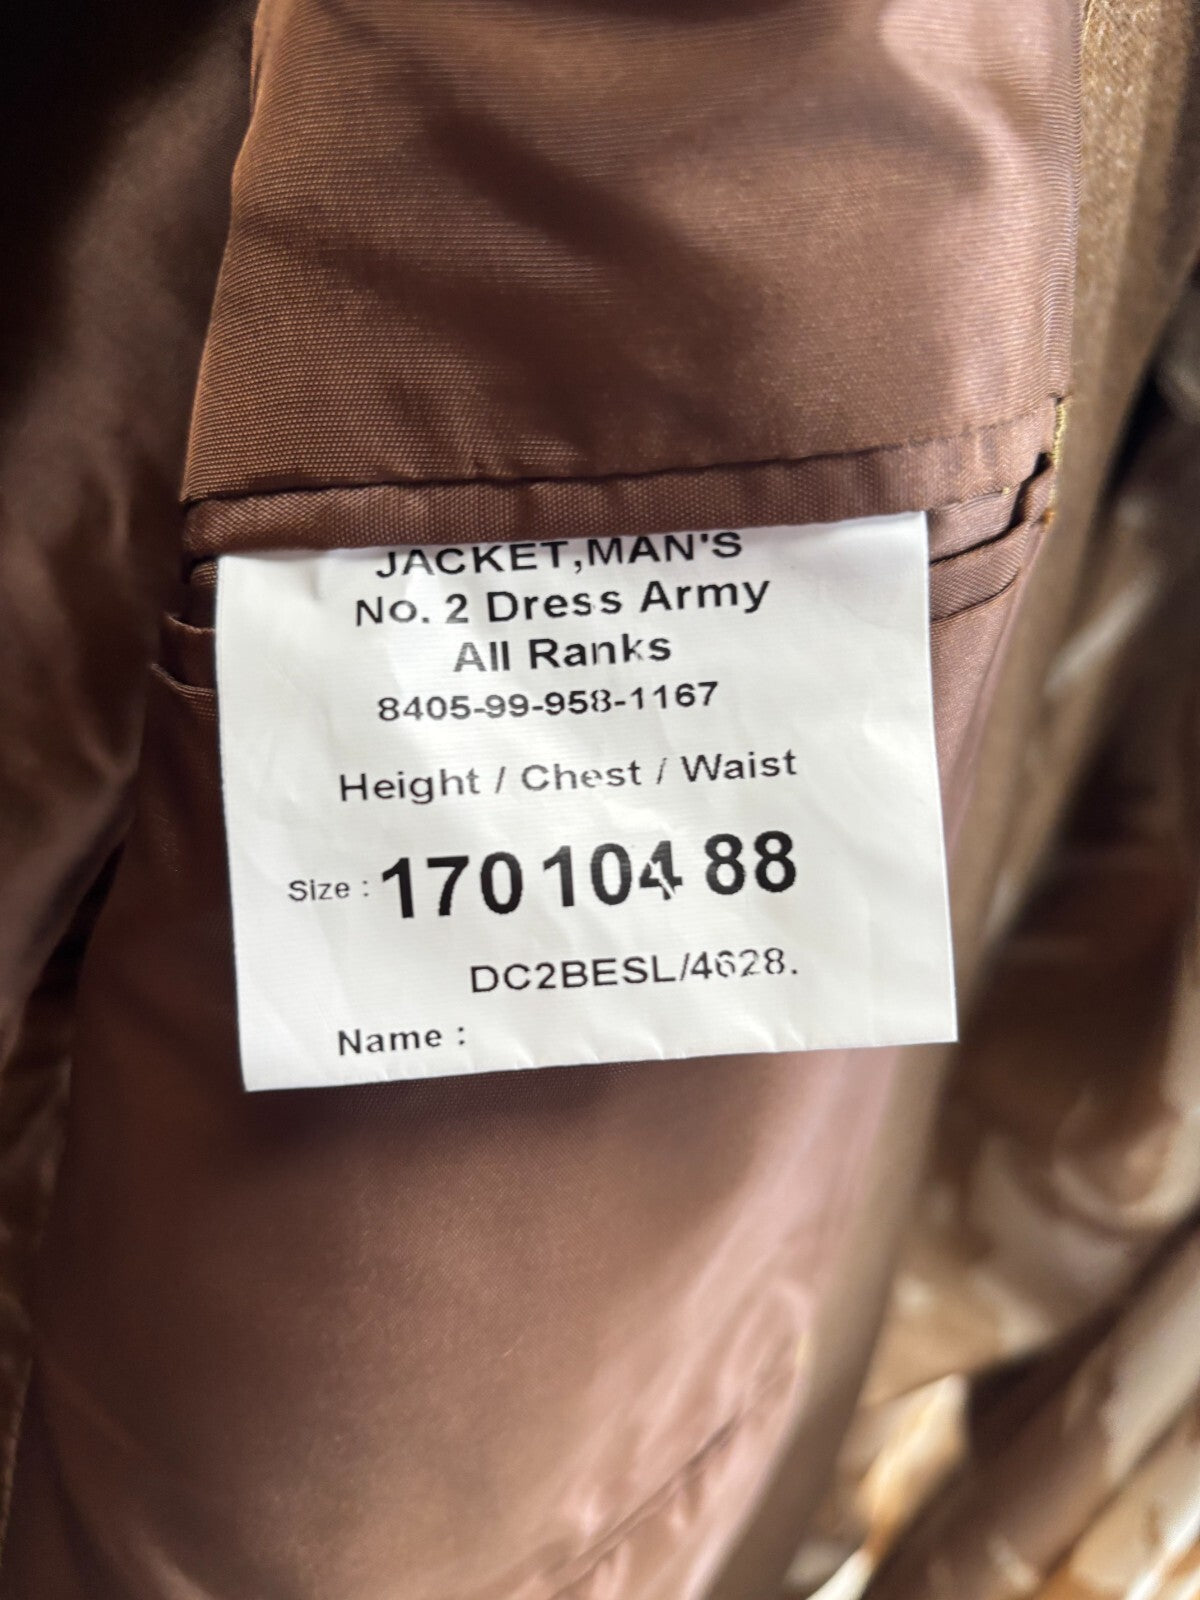 JACKET,MAN'S
No. 2 Dress Army
All Ranks
8405-99-958-1167
Height / Chest / Waist
Size : 170 104 88
DC2BESL/4628.
Name :